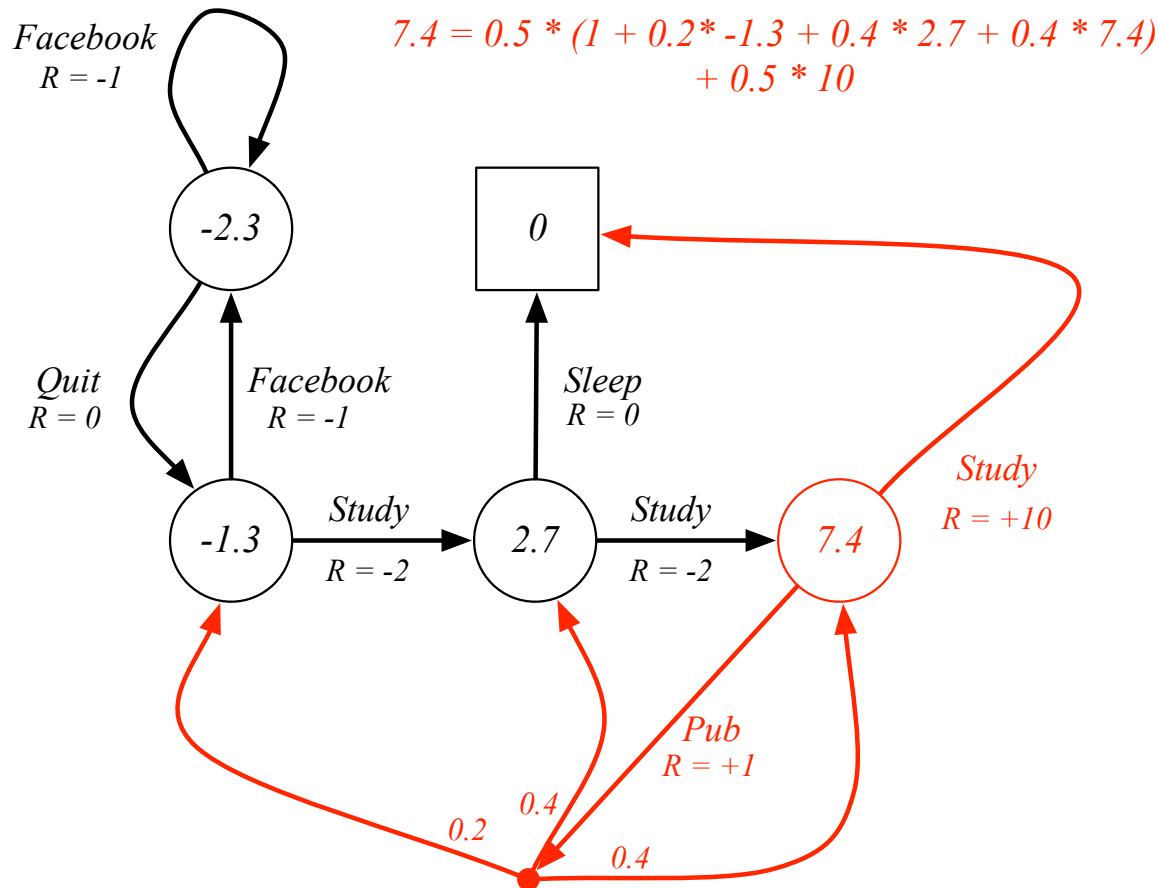 Facebook
R = -1
7.4 = 0.5 * (1 + 0.2* -1.3 + 0.4 * 2.7 + 0.4 * 7.4)
+ 0.5 * 10
-2.3
0
Quit
R = 0
Facebook
R = -1
Sleep
R = 0
Study
R = +10
-1.3
Study
R = -2
2.7
Study
R = -2
7.4
Pub
R = +1
0.2
0.4
0.4